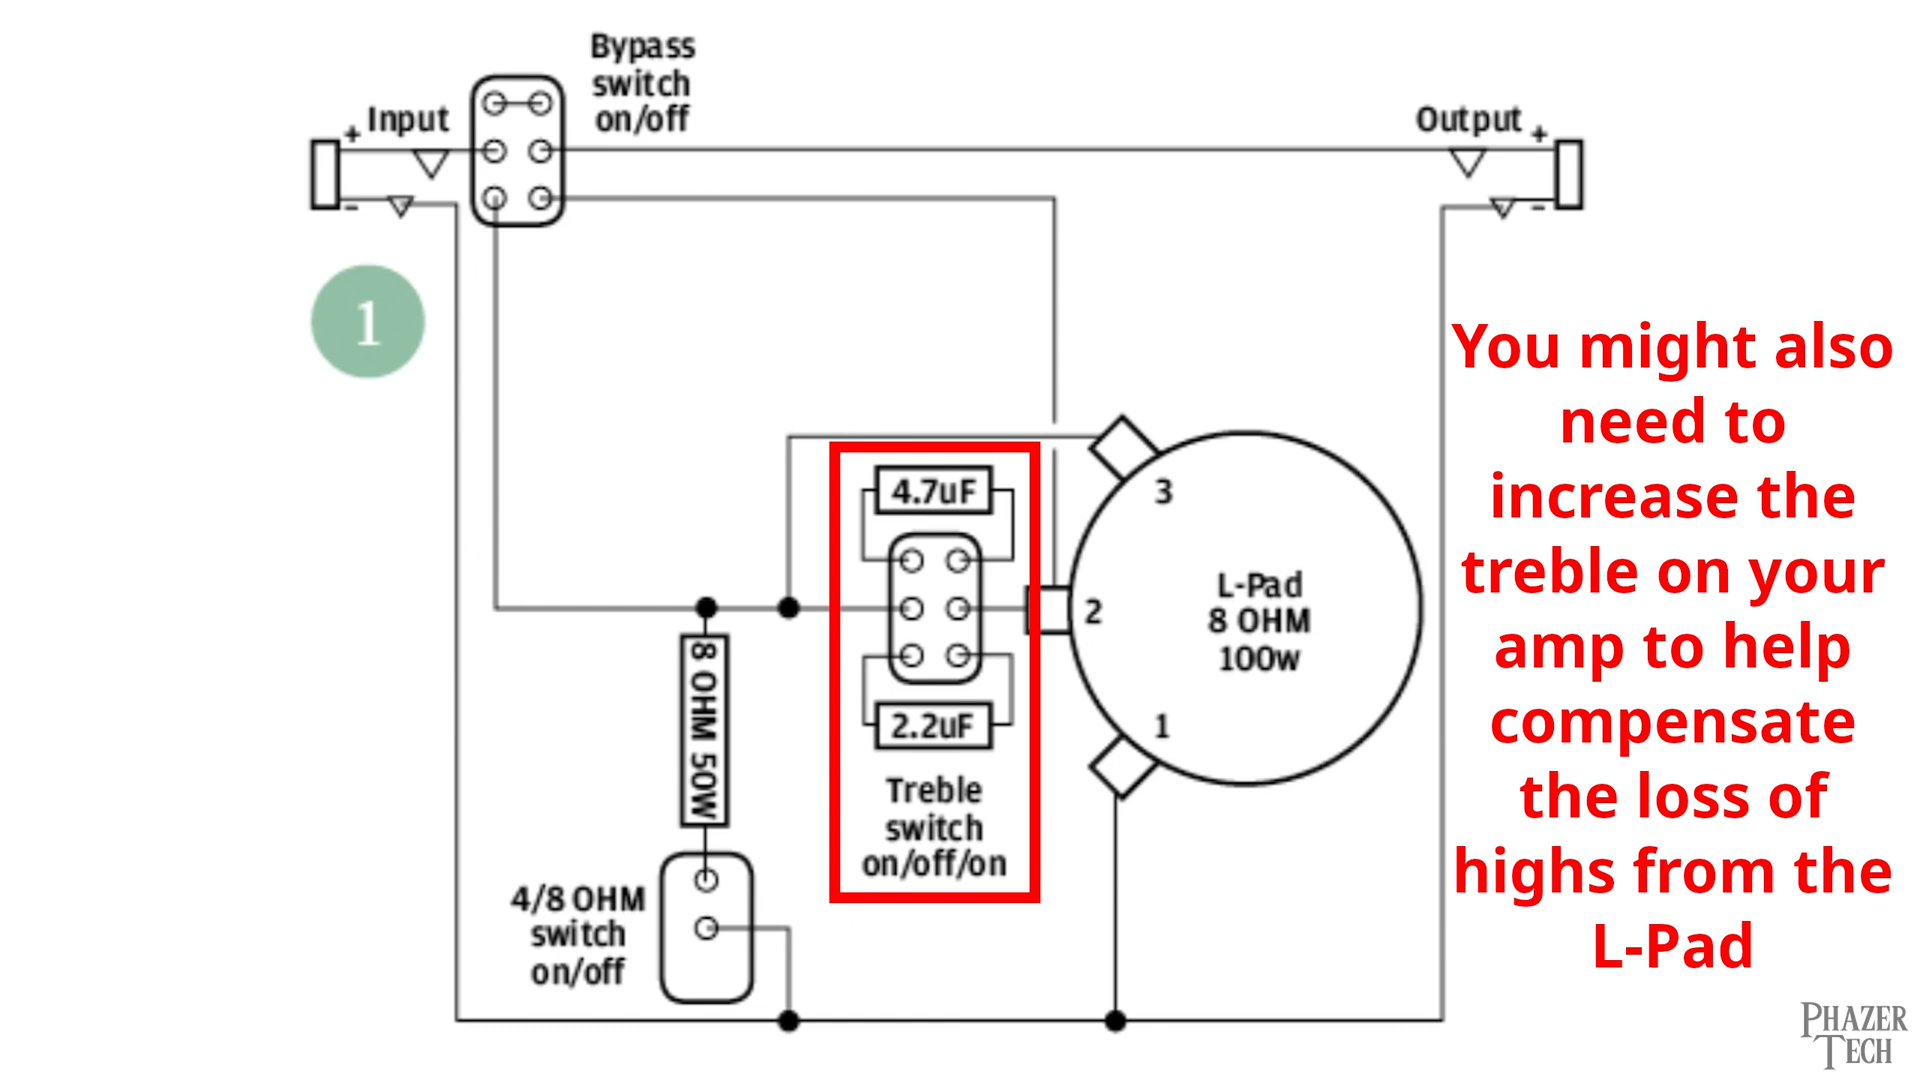 Bypass
switch
on/off
+ Input
-
Output +
-
1
3
2
1
L-Pad
8 OHM
100w
4.7uF
2.2uF
Treble
switch
on/off/on
8 OHM 50W
4/8 OHM
switch
on/off
You might also
need to
increase the
treble on your
amp to help
compensate
the loss of
highs from the
L-Pad
PHAZER
TECH